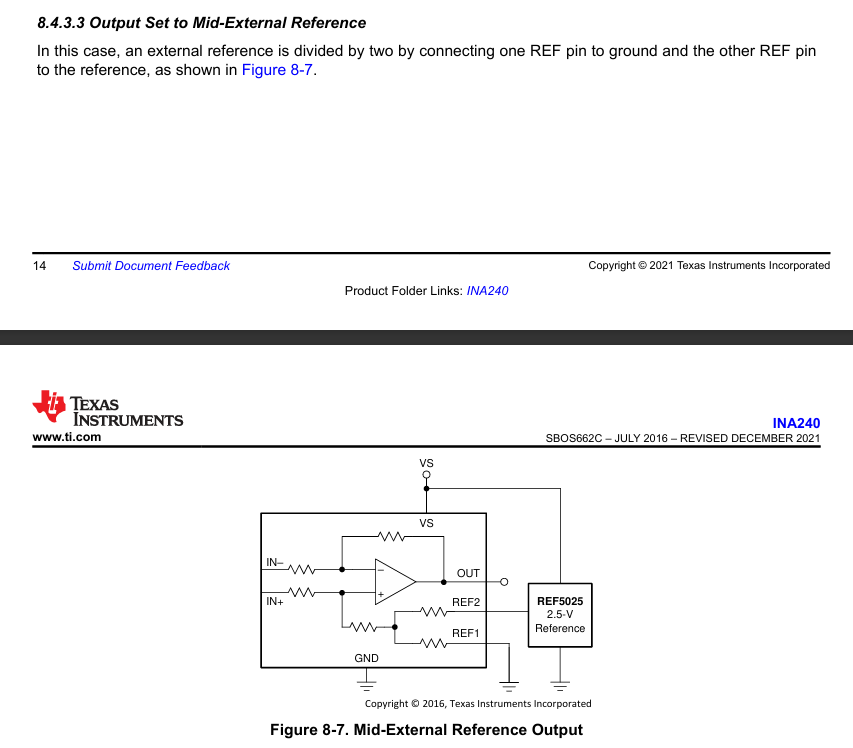 8.4.3.3 Output Set to Mid-External Reference
In this case, an external reference is divided by two by connecting one REF pin to ground and the other REF pin
to the reference, as shown in Figure 8-7.
14 Submit Document Feedback Copyright © 2021 Texas Instruments Incorporated
Product Folder Links: INA240
TEXAS
INSTRUMENTS
www.ti.com
INA240
SBOS662C – JULY 2016 – REVISED DECEMBER 2021
VS
VS
IN–
–
OUT
+
IN+
REF2
REF5025
2.5-V
Reference
REF1
GND
Copyright © 2016, Texas Instruments Incorporated
Figure 8-7. Mid-External Reference Output